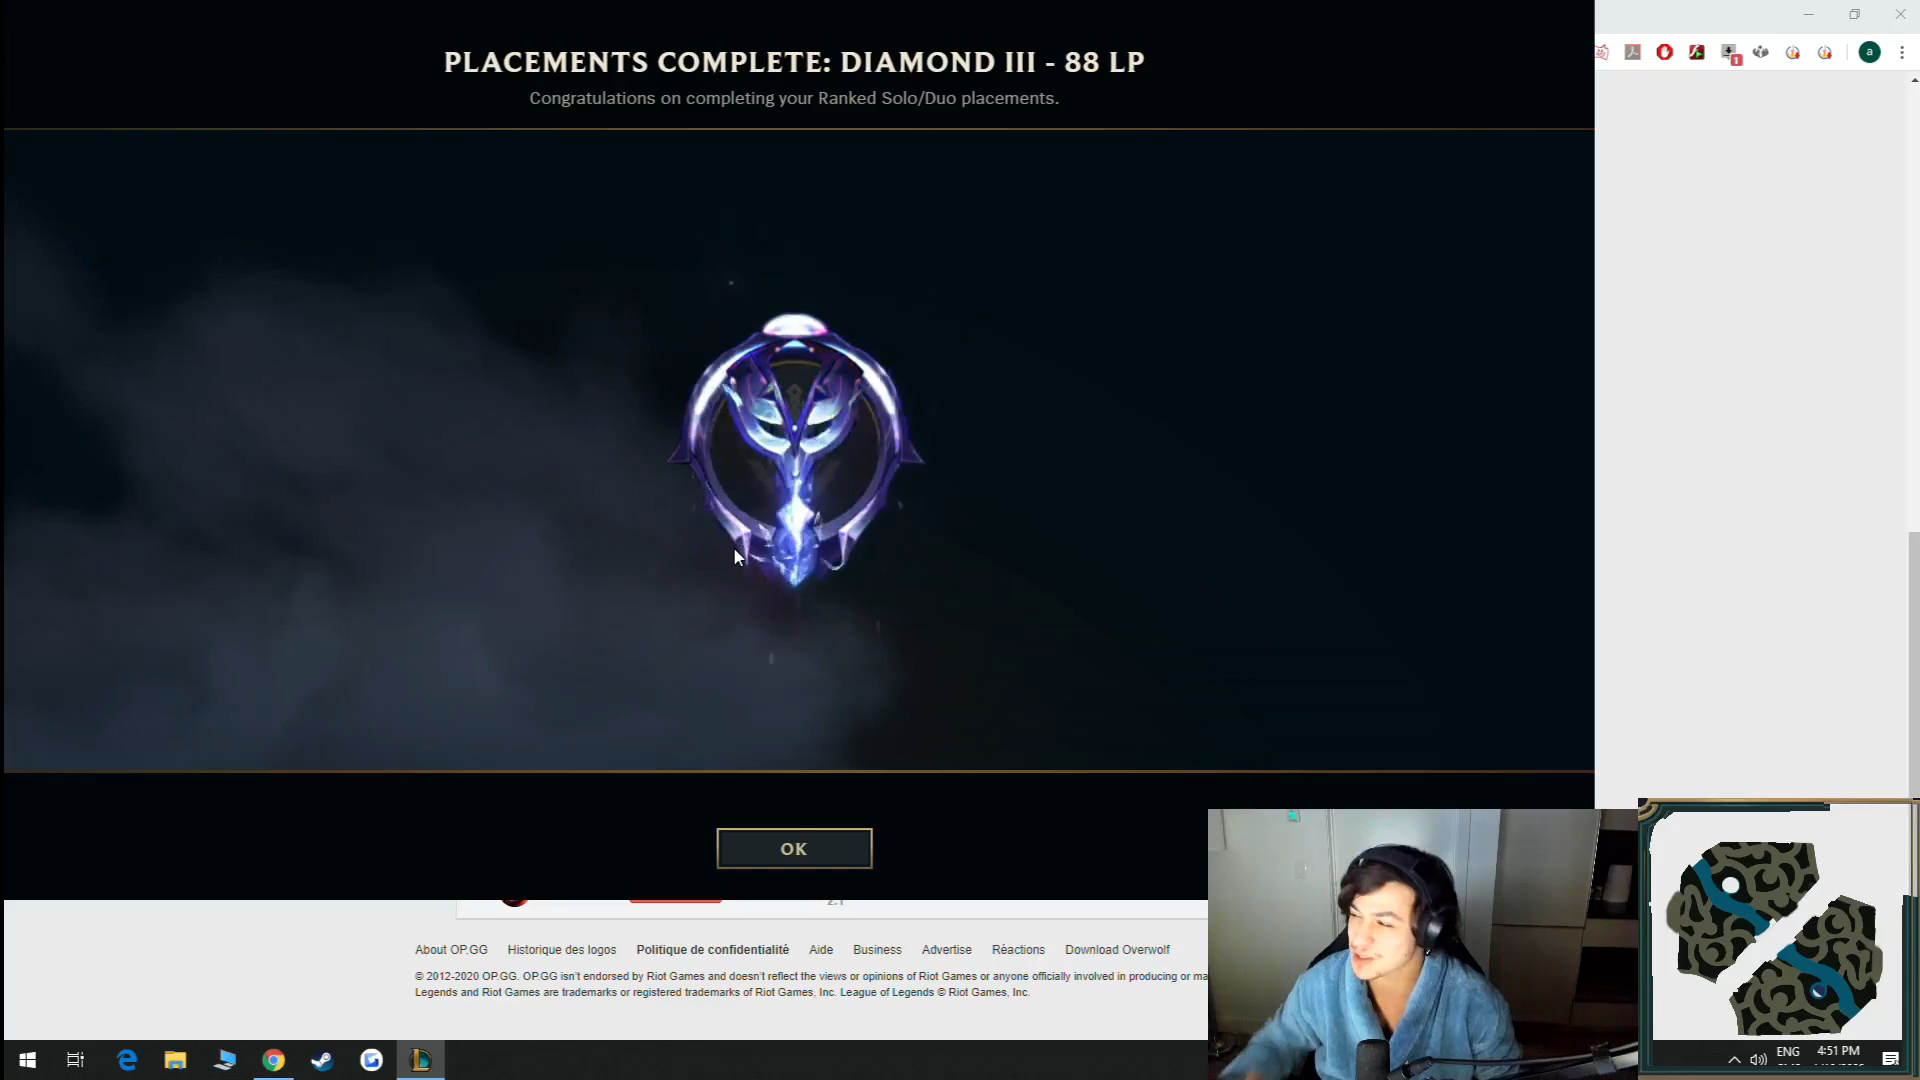 PLACEMENTS COMPLETE: DIAMOND III - 88 LP
Congratulations on completing your Ranked Solo/Duo placements.
1
a
OK
2.1
About OP.GG Historique des logos Politique de confidentialité Aide Business Advertise Réactions Download Overwolf
© 2012-2020 OP.GG. OP.GG isn't endorsed by Riot Games and doesn't reflect the views or opinions of Riot Games or anyone officially involved in producing or ma
Legends and Riot Games are trademarks or registered trademarks of Riot Games, Inc. League of Legends © Riot Games, Inc.
ENG
4:51 PM